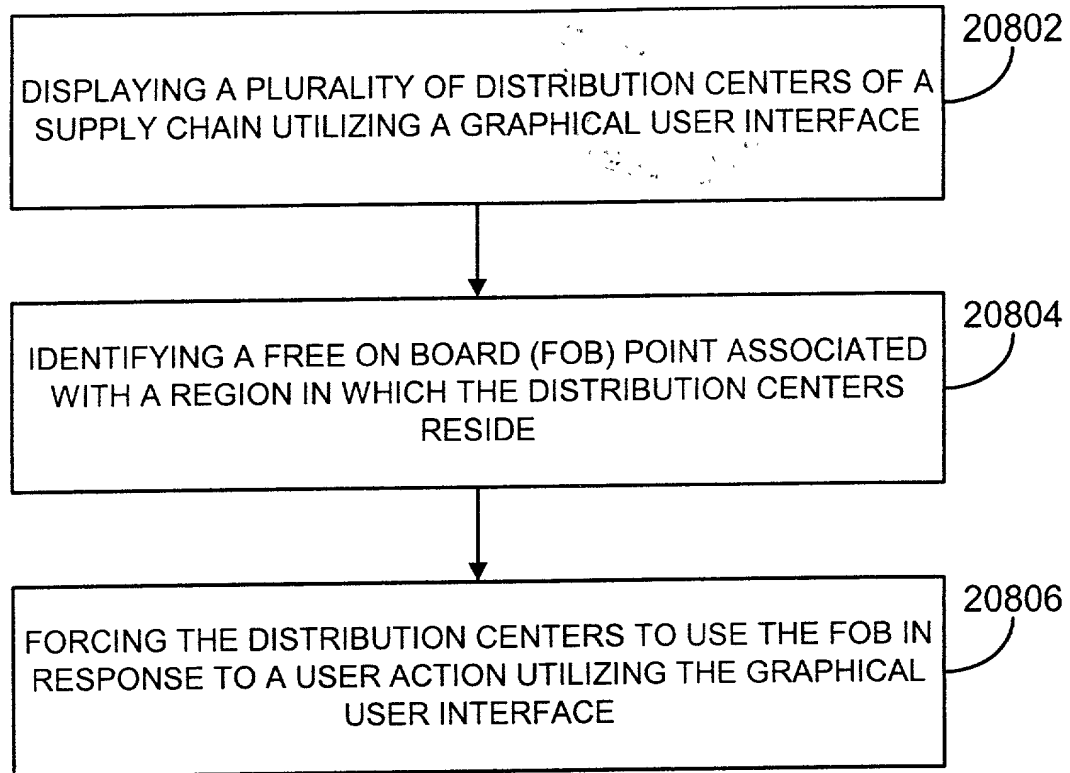 20802
DISPLAYING A PLURALITY OF DISTRIBUTION CENTERS OF A
SUPPLY CHAIN UTILIZING A GRAPHICAL USER INTERFACE
20804
IDENTIFYING A FREE ON BOARD (FOB) POINT ASSOCIATED
WITH A REGION IN WHICH THE DISTRIBUTION CENTERS
RESIDE
20806
FORCING THE DISTRIBUTION CENTERS TO USE THE FOB IN
RESPONSE TO A USER ACTION UTILIZING THE GRAPHICAL
USER INTERFACE